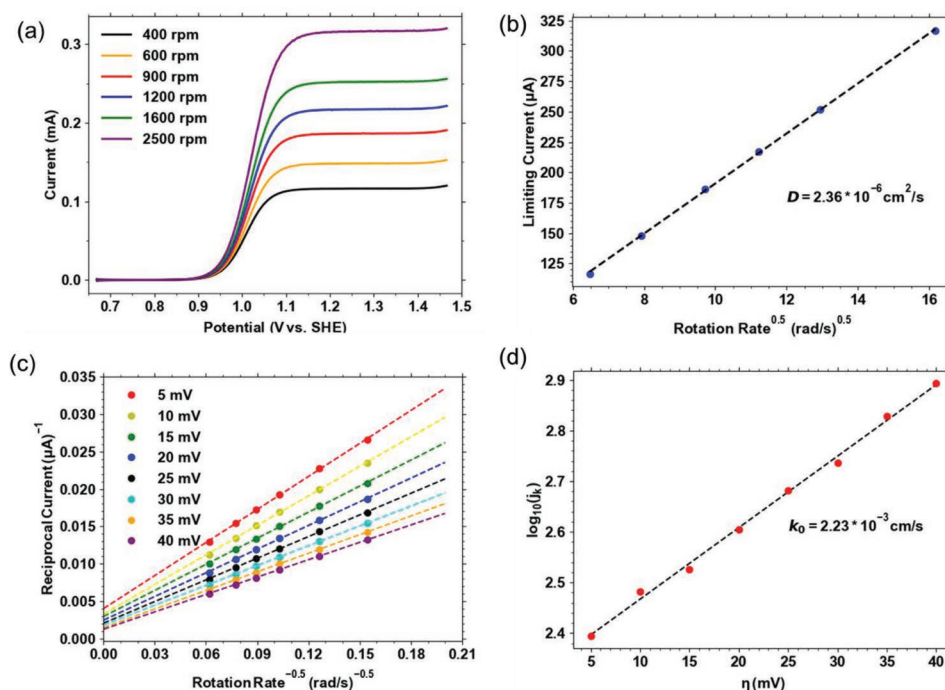 (a)
0.3
0.2
0.1
0.0
Current (mA)
400 rpm
600 rpm
900 rpm
1200 rpm
1600 rpm
2500 rpm
0.7 0.8 0.9 1.0 1.1 1.2 1.3 1.4 1.5
Potential (V vs. SHE)
(b)
350
325
300
275
250
225
200
175
150
125
Limiting Current (μA)
D = 2.36 * 10⁻⁶ cm²/s
6 8 10 12 14 16
Rotation Rate⁰·⁵ (rad/s)⁰·⁵
(c)
0.035
0.030
0.025
0.020
0.015
0.010
0.005
0.000
Reciprocal Current (μA)⁻¹
5 mV
10 mV
15 mV
20 mV
25 mV
30 mV
35 mV
40 mV
0.00 0.03 0.06 0.09 0.12 0.15 0.18 0.21
Rotation Rate⁻⁰·⁵ (rad/s)⁻⁰·⁵
(d)
2.9
2.8
2.7
2.6
2.5
2.4
log₁₀(iₖ)
k₀ = 2.23 * 10⁻³ cm/s
5 10 15 20 25 30 35 40
η (mV)